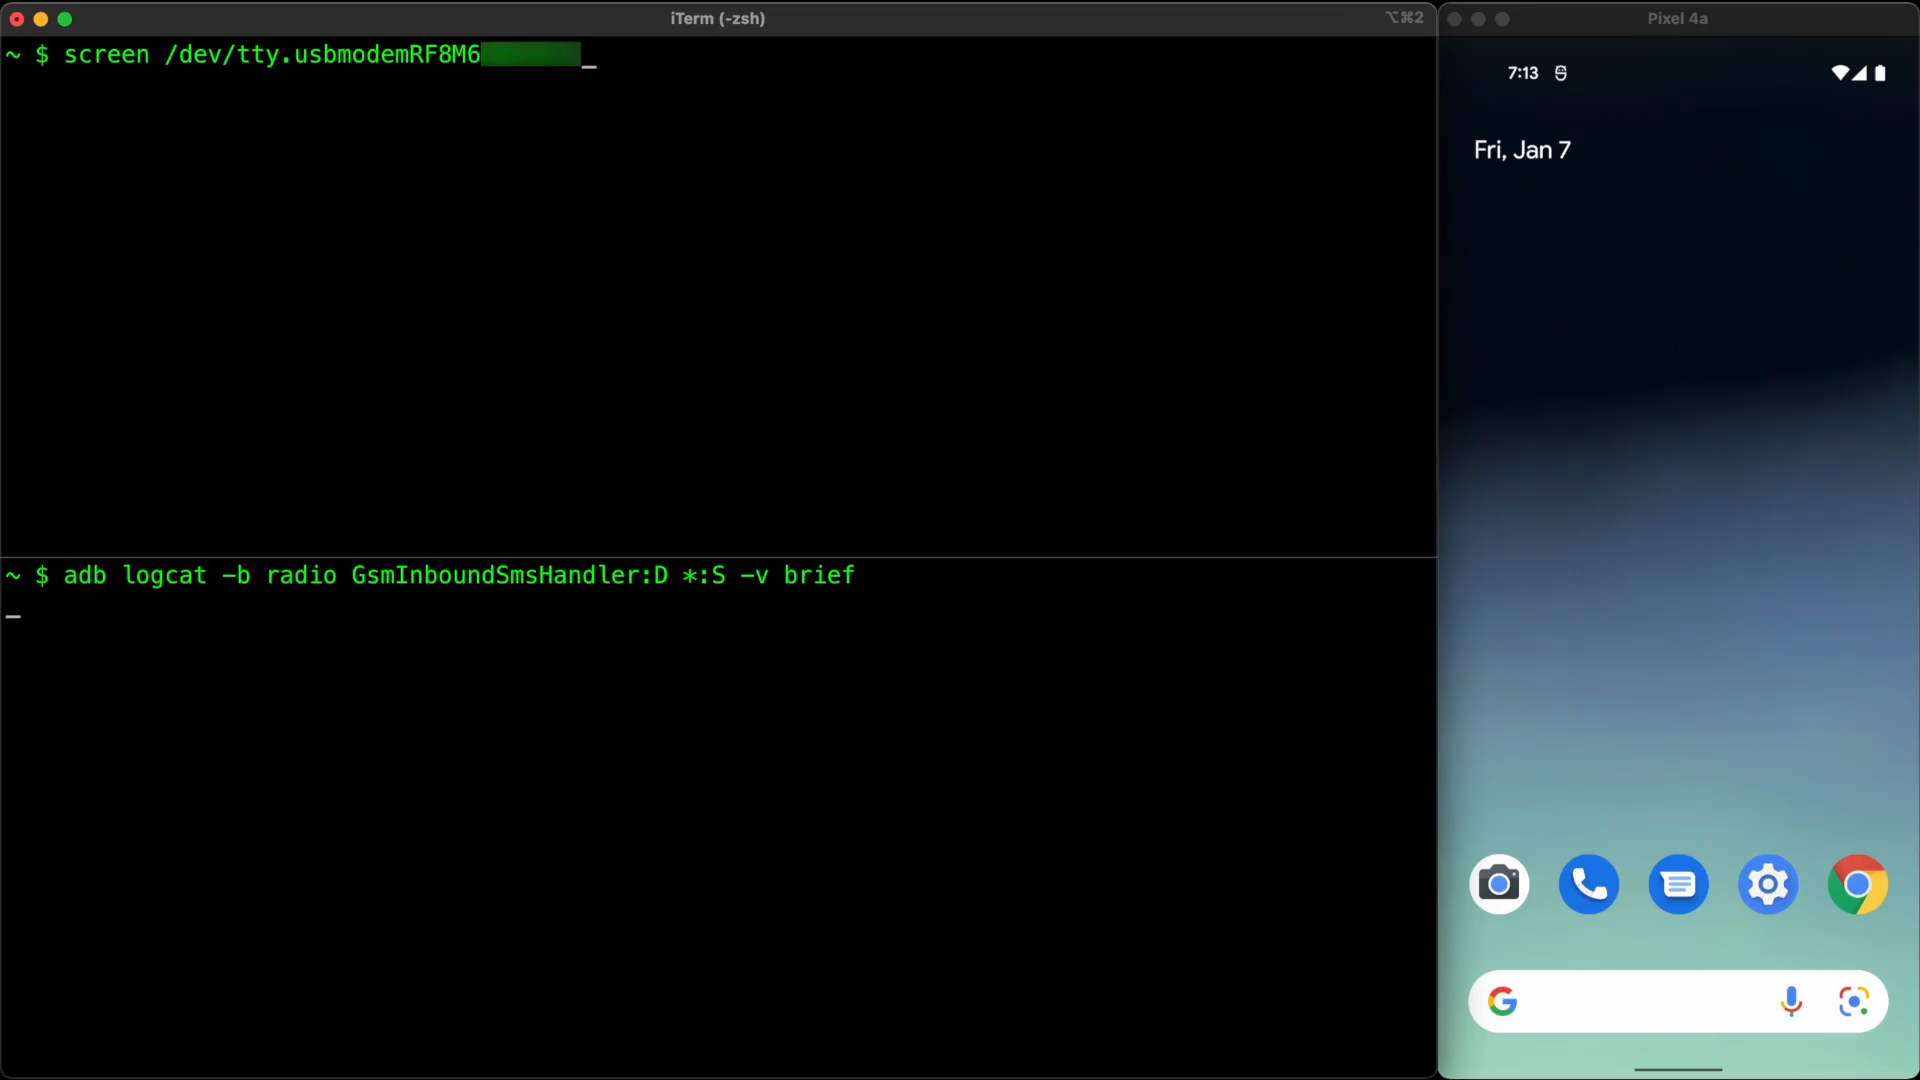 iTerm (-zsh)
⌥⌘2
~ $ screen /dev/tty.usbmodemRF8M6
~ $ adb logcat -b radio GsmInboundSmsHandler:D *:S -v brief
Pixel 4a
7:13
Fri, Jan 7